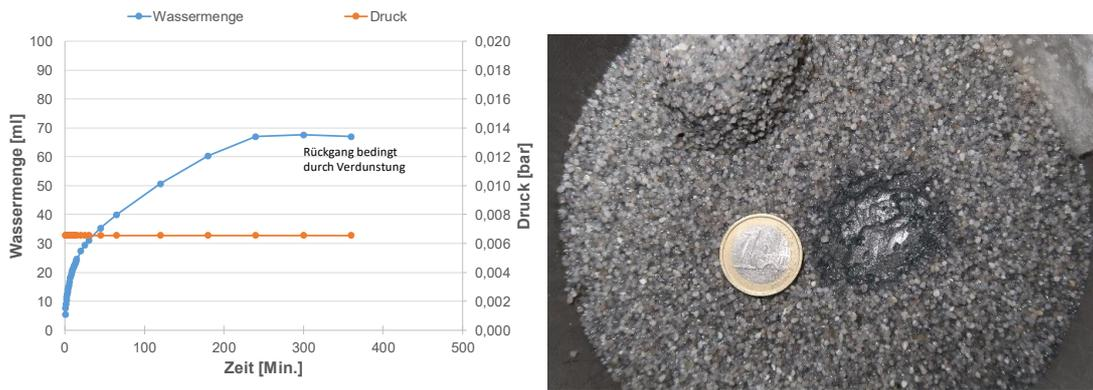 Wassermenge
Druck
100
90
80
70
60
50
40
30
20
10
0
Wassermenge [ml]
0,020
0,018
0,016
0,014
0,012
0,010
0,008
0,006
0,004
0,002
0,000
Druck [bar]
Rückgang bedingt
durch Verdunstung
0 100 200 300 400 500
Zeit [Min.]
1